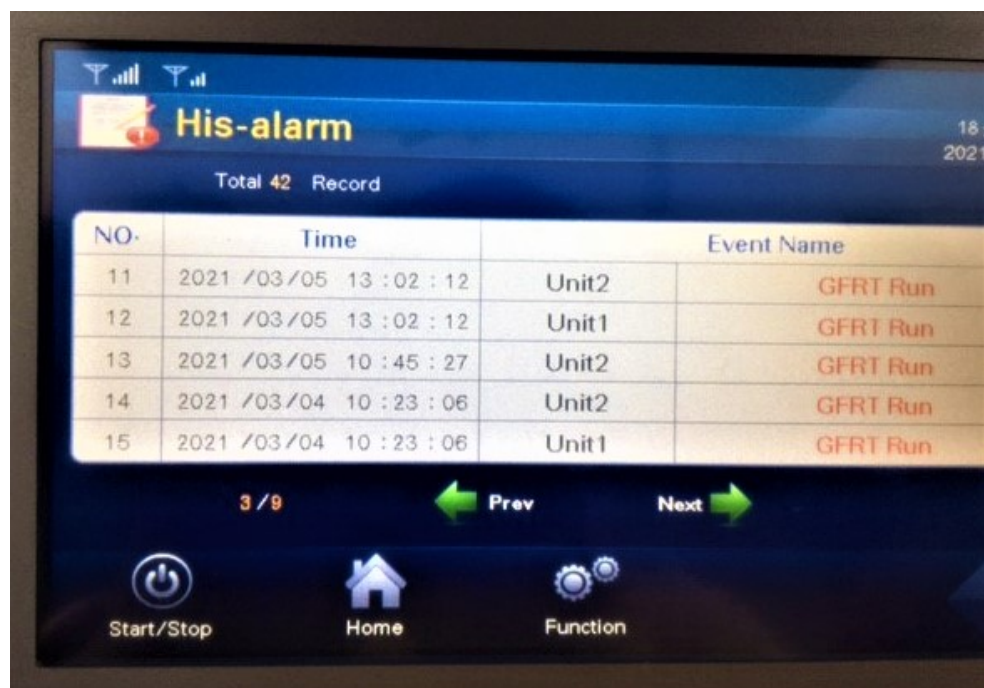 His-alarm
18
2021
Total 42 Record
NO. Time Event Name
11 2021 /03/05 13 :02 : 12 Unit2 GFRT Run
12 2021 /03/05 13 :02 : 12 Unit1 GFRT Run
13 2021 /03/05 10 :45 : 27 Unit2 GFRT Run
14 2021 /03/04 10 :23 : 06 Unit2 GFRT Run
15 2021 /03/04 10 :23 : 06 Unit1 GFRT Run
3 /9 Prev Next
Start/Stop Home Function